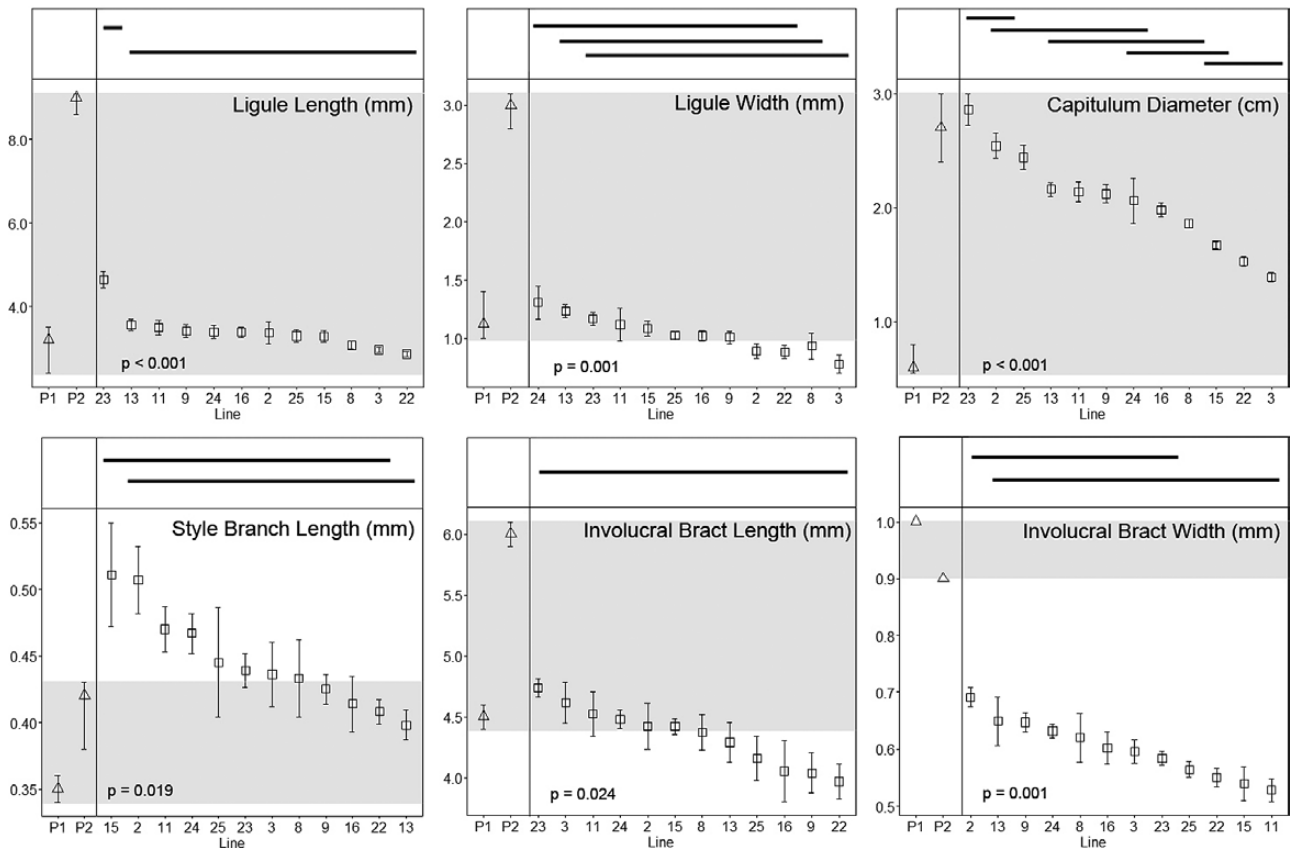 Ligule Length (mm)
8.0
6.0
4.0
p < 0.001
P1 P2 23 13 11 9 24 16 2 25 15 8 3 22
Line
Ligule Width (mm)
3.0
2.5
2.0
1.5
1.0
p = 0.001
P1 P2 24 13 23 11 15 25 16 9 2 22 8 3
Line
Capitulum Diameter (cm)
3.0
2.0
1.0
p < 0.001
P1 P2 23 2 25 13 11 9 24 16 8 15 22 3
Line
Style Branch Length (mm)
0.55
0.50
0.45
0.40
0.35
p = 0.019
P1 P2 15 2 11 24 25 23 3 8 9 16 22 13
Line
Involucral Bract Length (mm)
6.0
5.5
5.0
4.5
4.0
p = 0.024
P1 P2 23 3 11 24 2 15 8 13 25 16 9 22
Line
Involucral Bract Width (mm)
1.0
0.9
0.8
0.7
0.6
0.5
p = 0.001
P1 P2 2 13 9 24 8 16 3 23 25 22 15 11
Line